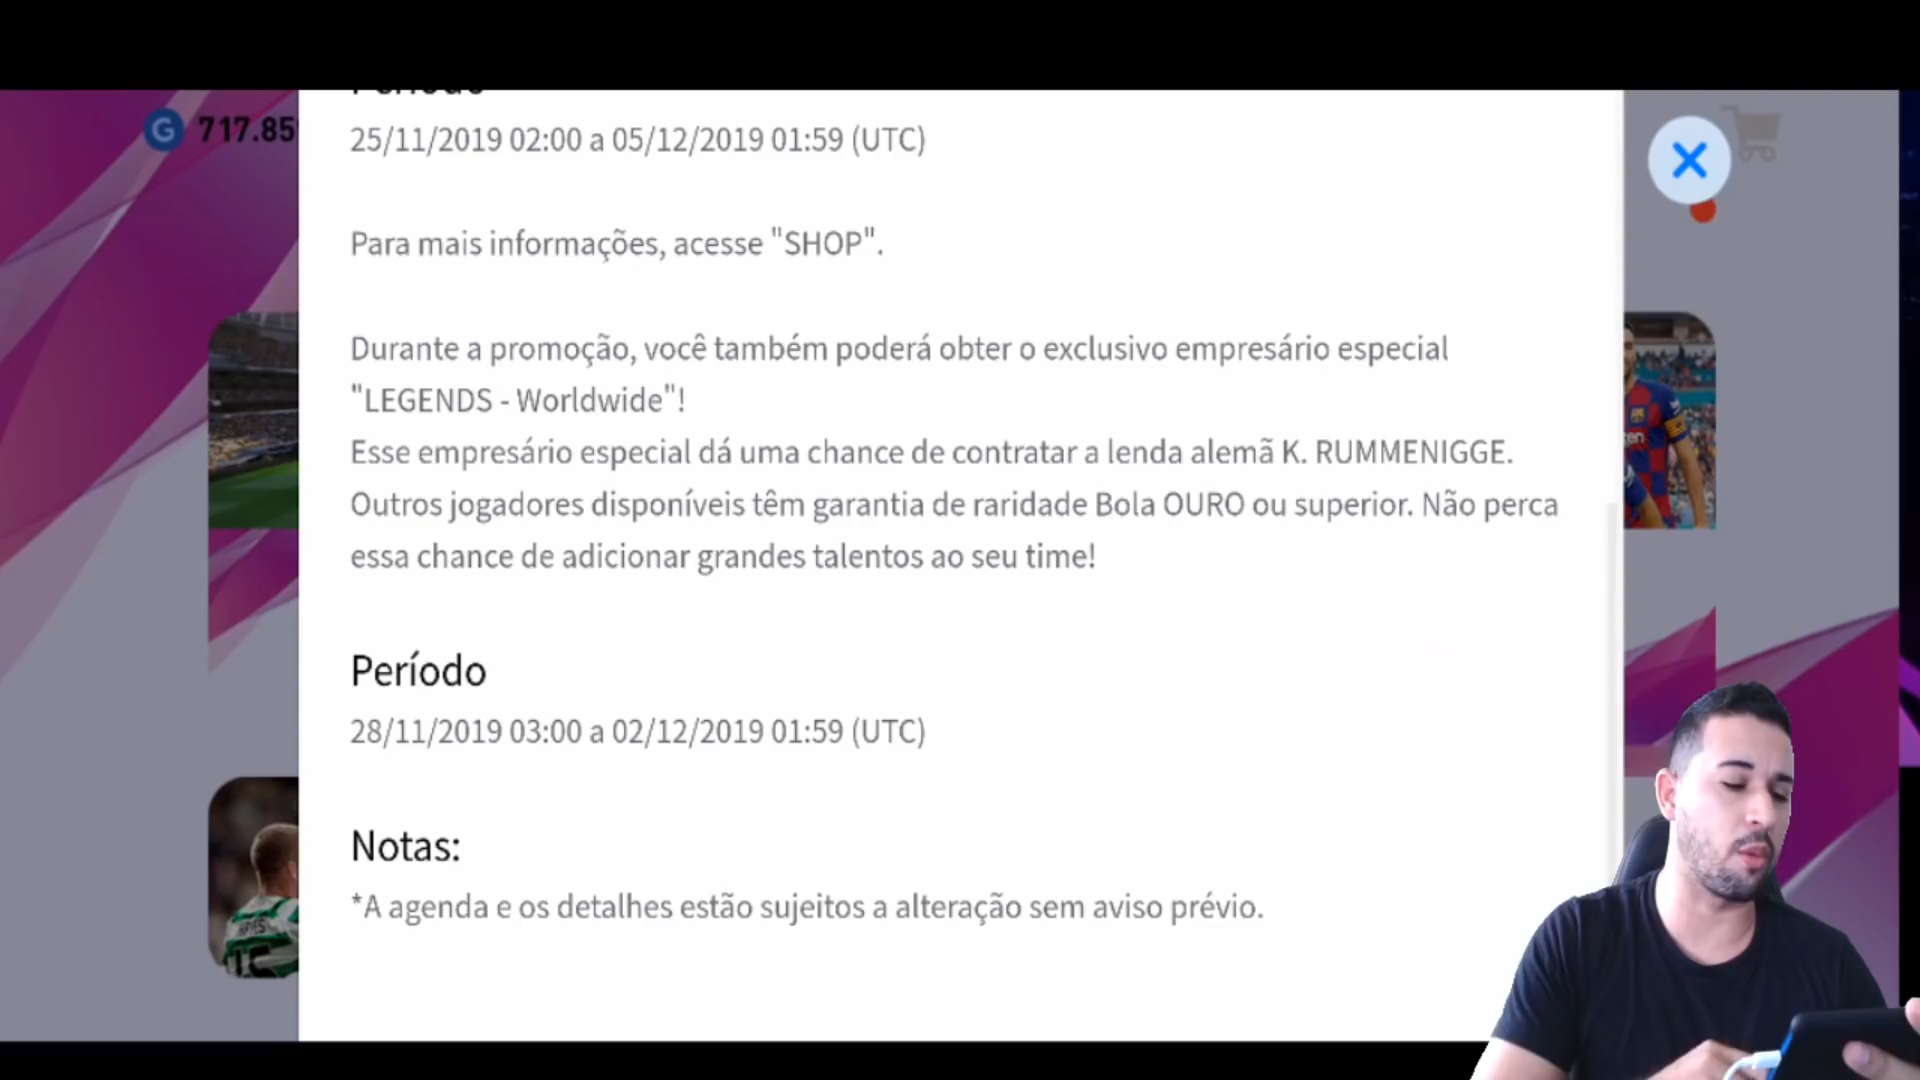 Período
717.85
25/11/2019 02:00 a 05/12/2019 01:59 (UTC)
Para mais informações, acesse "SHOP".
Durante a promoção, você também poderá obter o exclusivo empresário especial
"LEGENDS - Worldwide"!
Esse empresário especial dá uma chance de contratar a lenda alemã K. RUMMENIGGE.
Outros jogadores disponíveis têm garantia de raridade Bola OURO ou superior. Não perca
essa chance de adicionar grandes talentos ao seu time!
Período
28/11/2019 03:00 a 02/12/2019 01:59 (UTC)
Notas:
*A agenda e os detalhes estão sujeitos a alteração sem aviso prévio.